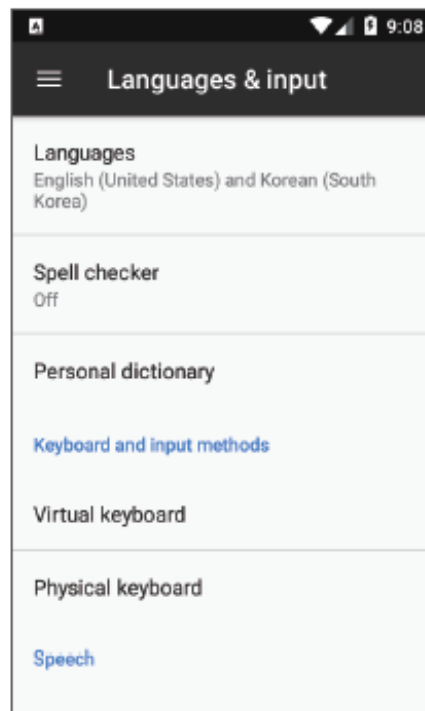 9:08
Languages & input
Languages
English (United States) and Korean (South
Korea)
Spell checker
Off
Personal dictionary
Keyboard and input methods
Virtual keyboard
Physical keyboard
Speech